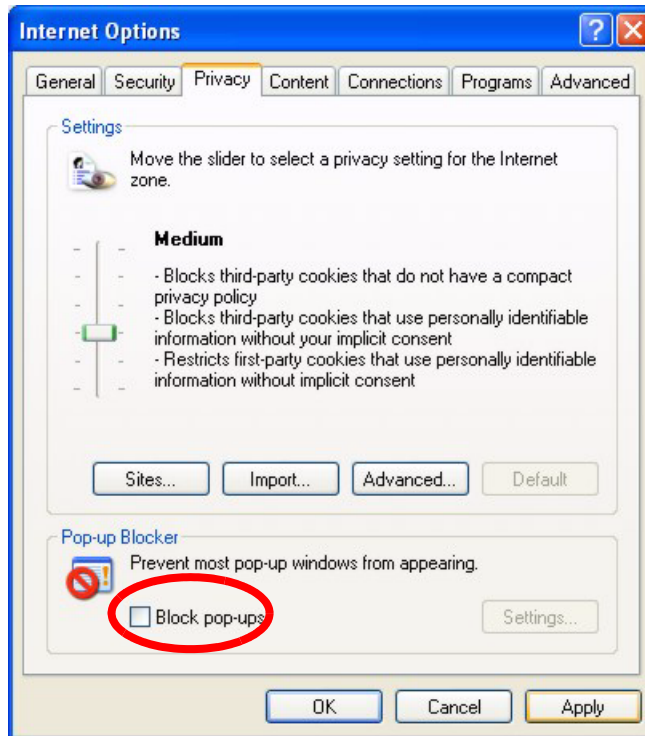 Internet Options
General Security Privacy Content Connections Programs Advanced
Settings
Move the slider to select a privacy setting for the Internet
zone.
Medium
- Blocks third-party cookies that do not have a compact
privacy policy
- Blocks third-party cookies that use personally identifiable
information without your implicit consent
- Restricts first-party cookies that use personally identifiable
information without implicit consent
Sites... Import... Advanced... Default
Pop-up Blocker
Prevent most pop-up windows from appearing.
Block pop-ups Settings...
OK Cancel Apply